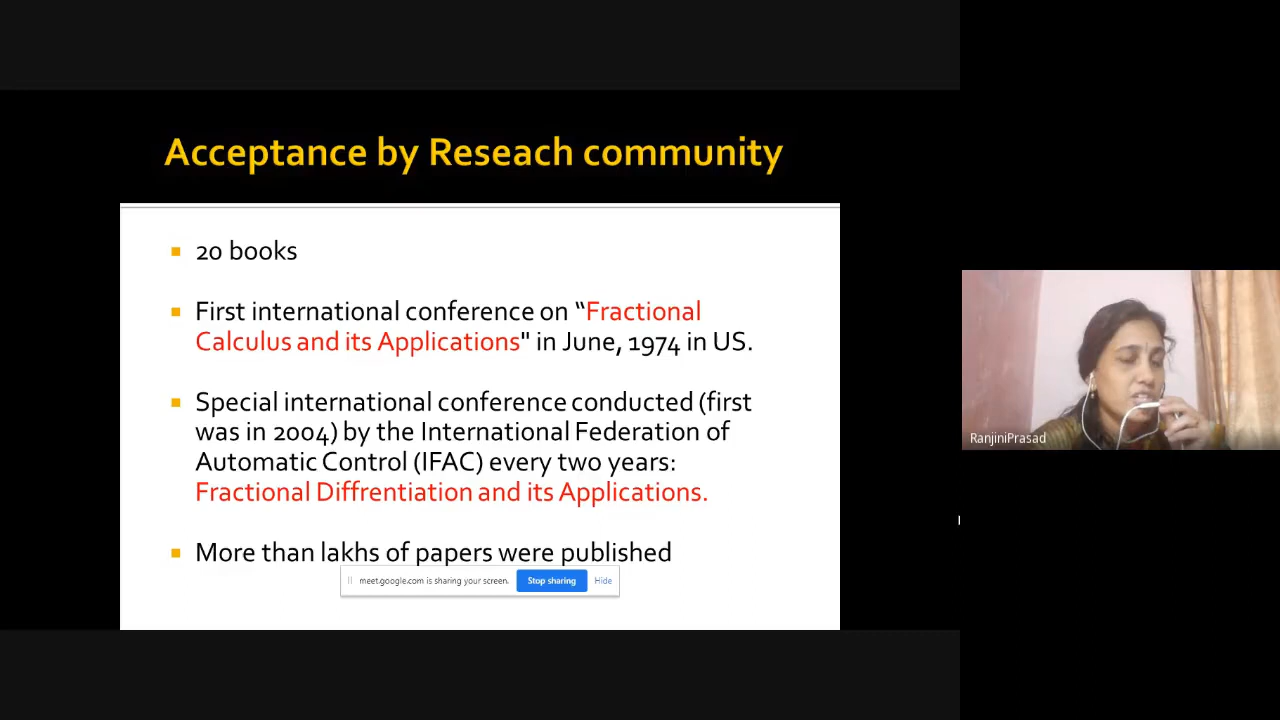 Acceptance by Reseach community
20 books
First international conference on “Fractional
Calculus and its Applications" in June, 1974 in US.
Special international conference conducted (first
was in 2004) by the International Federation of
Automatic Control (IFAC) every two years:
Fractional Diffrentiation and its Applications.
More than lakhs of papers were published
meet.google.com is sharing your screen. Stop sharing Hide
RanjiniPrasad